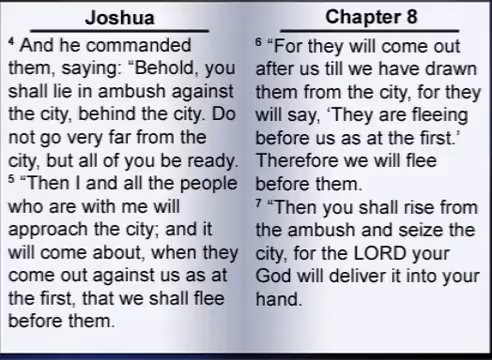 Joshua
⁴ And he commanded
them, saying: “Behold, you
shall lie in ambush against
the city, behind the city. Do
not go very far from the
city, but all of you be ready.
⁵ “Then I and all the people
who are with me will
approach the city; and it
will come about, when they
come out against us as at
the first, that we shall flee
before them.
Chapter 8
⁶ “For they will come out
after us till we have drawn
them from the city, for they
will say, ‘They are fleeing
before us as at the first.’
Therefore we will flee
before them.
⁷ “Then you shall rise from
the ambush and seize the
city, for the LORD your
God will deliver it into your
hand.